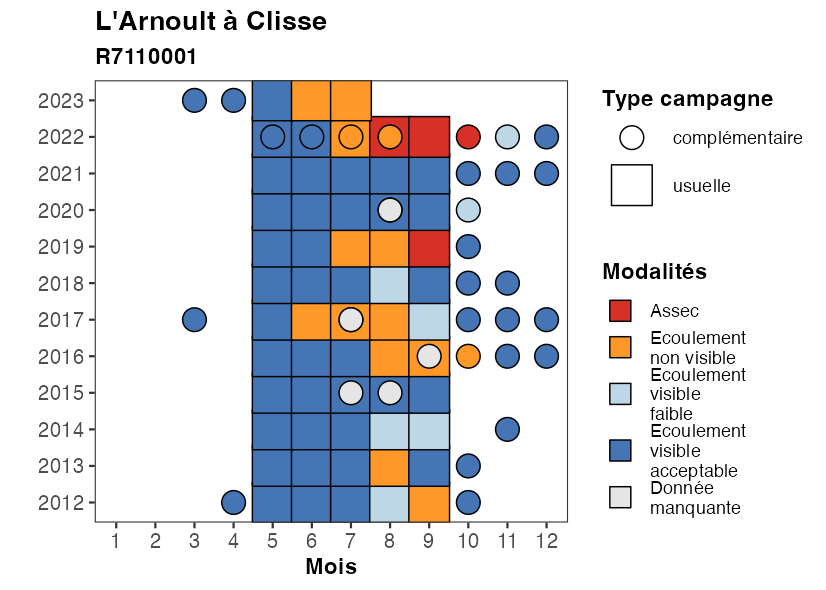 L'Arnoult à Clisse
R7110001
2023
2022
2021
2020
2019
2018
2017
2016
2015
2014
2013
2012
1 2 3 4 5 6 7 8 9 10 11 12
Mois
Type campagne
complémentaire
usuelle
Modalités
Assec
Ecoulement
non visible
Ecoulement
visible
faible
Ecoulement
visible
acceptable
Donnée
manquante